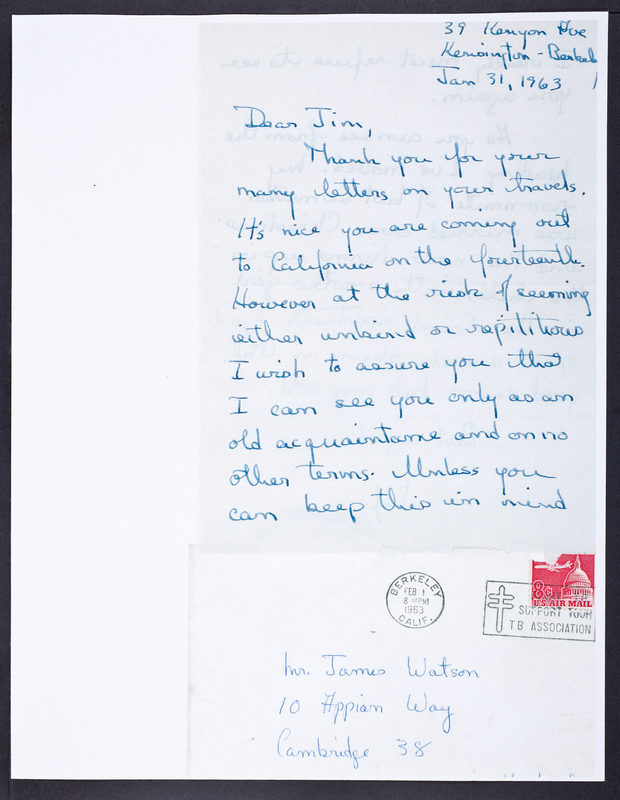 39 Kenyon Ave
Kensington - Berkeley
Jan 31, 1963
Dear Jim,
Thank you for your
many letters on your travels.
It's nice you are coming out
to California on the fourteenth.
However at the risk of seeming
either unkind or repititious
I wish to assure you that
I can see you only as an
old acquaintance and on no
other terms. Unless you
can keep this in mind
BERKELEY
FEB 1
8 PM
1963
CALIF.
8¢
U.S. AIR MAIL
SUPPORT YOUR
TB ASSOCIATION
Mr. James Watson
10 Appian Way
Cambridge 38